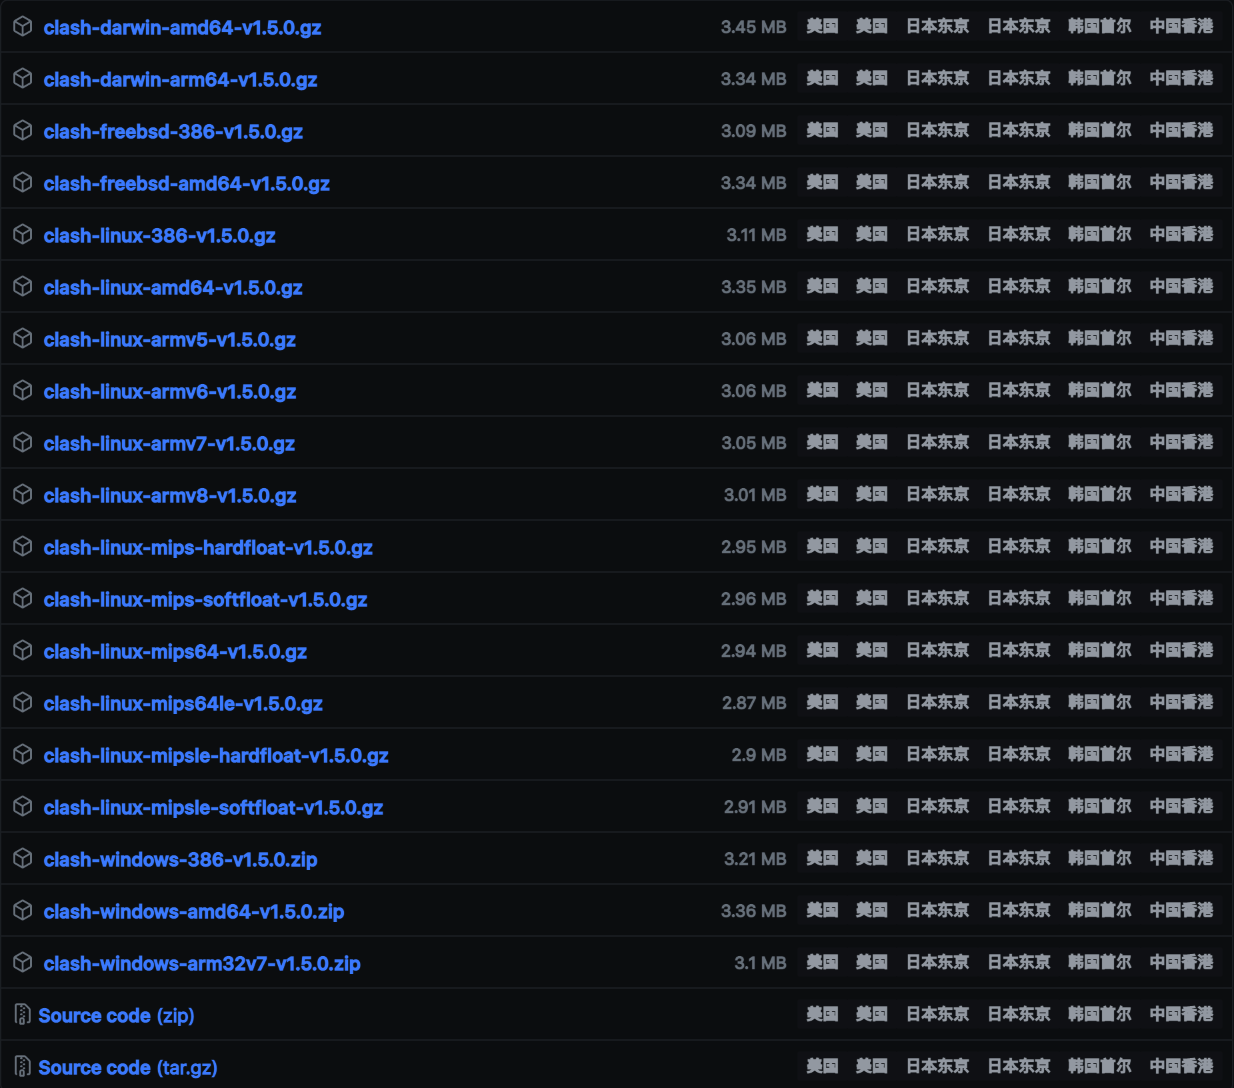 clash-darwin-amd64-v1.5.0.gz 3.45 MB 美国 美国 日本东京 日本东京 韩国首尔 中国香港
clash-darwin-arm64-v1.5.0.gz 3.34 MB 美国 美国 日本东京 日本东京 韩国首尔 中国香港
clash-freebsd-386-v1.5.0.gz 3.09 MB 美国 美国 日本东京 日本东京 韩国首尔 中国香港
clash-freebsd-amd64-v1.5.0.gz 3.34 MB 美国 美国 日本东京 日本东京 韩国首尔 中国香港
clash-linux-386-v1.5.0.gz 3.11 MB 美国 美国 日本东京 日本东京 韩国首尔 中国香港
clash-linux-amd64-v1.5.0.gz 3.35 MB 美国 美国 日本东京 日本东京 韩国首尔 中国香港
clash-linux-armv5-v1.5.0.gz 3.06 MB 美国 美国 日本东京 日本东京 韩国首尔 中国香港
clash-linux-armv6-v1.5.0.gz 3.06 MB 美国 美国 日本东京 日本东京 韩国首尔 中国香港
clash-linux-armv7-v1.5.0.gz 3.05 MB 美国 美国 日本东京 日本东京 韩国首尔 中国香港
clash-linux-armv8-v1.5.0.gz 3.01 MB 美国 美国 日本东京 日本东京 韩国首尔 中国香港
clash-linux-mips-hardfloat-v1.5.0.gz 2.95 MB 美国 美国 日本东京 日本东京 韩国首尔 中国香港
clash-linux-mips-softfloat-v1.5.0.gz 2.96 MB 美国 美国 日本东京 日本东京 韩国首尔 中国香港
clash-linux-mips64-v1.5.0.gz 2.94 MB 美国 美国 日本东京 日本东京 韩国首尔 中国香港
clash-linux-mips64le-v1.5.0.gz 2.87 MB 美国 美国 日本东京 日本东京 韩国首尔 中国香港
clash-linux-mipsle-hardfloat-v1.5.0.gz 2.9 MB 美国 美国 日本东京 日本东京 韩国首尔 中国香港
clash-linux-mipsle-softfloat-v1.5.0.gz 2.91 MB 美国 美国 日本东京 日本东京 韩国首尔 中国香港
clash-windows-386-v1.5.0.zip 3.21 MB 美国 美国 日本东京 日本东京 韩国首尔 中国香港
clash-windows-amd64-v1.5.0.zip 3.36 MB 美国 美国 日本东京 日本东京 韩国首尔 中国香港
clash-windows-arm32v7-v1.5.0.zip 3.1 MB 美国 美国 日本东京 日本东京 韩国首尔 中国香港
Source code (zip) 美国 美国 日本东京 日本东京 韩国首尔 中国香港
Source code (tar.gz) 美国 美国 日本东京 日本东京 韩国首尔 中国香港